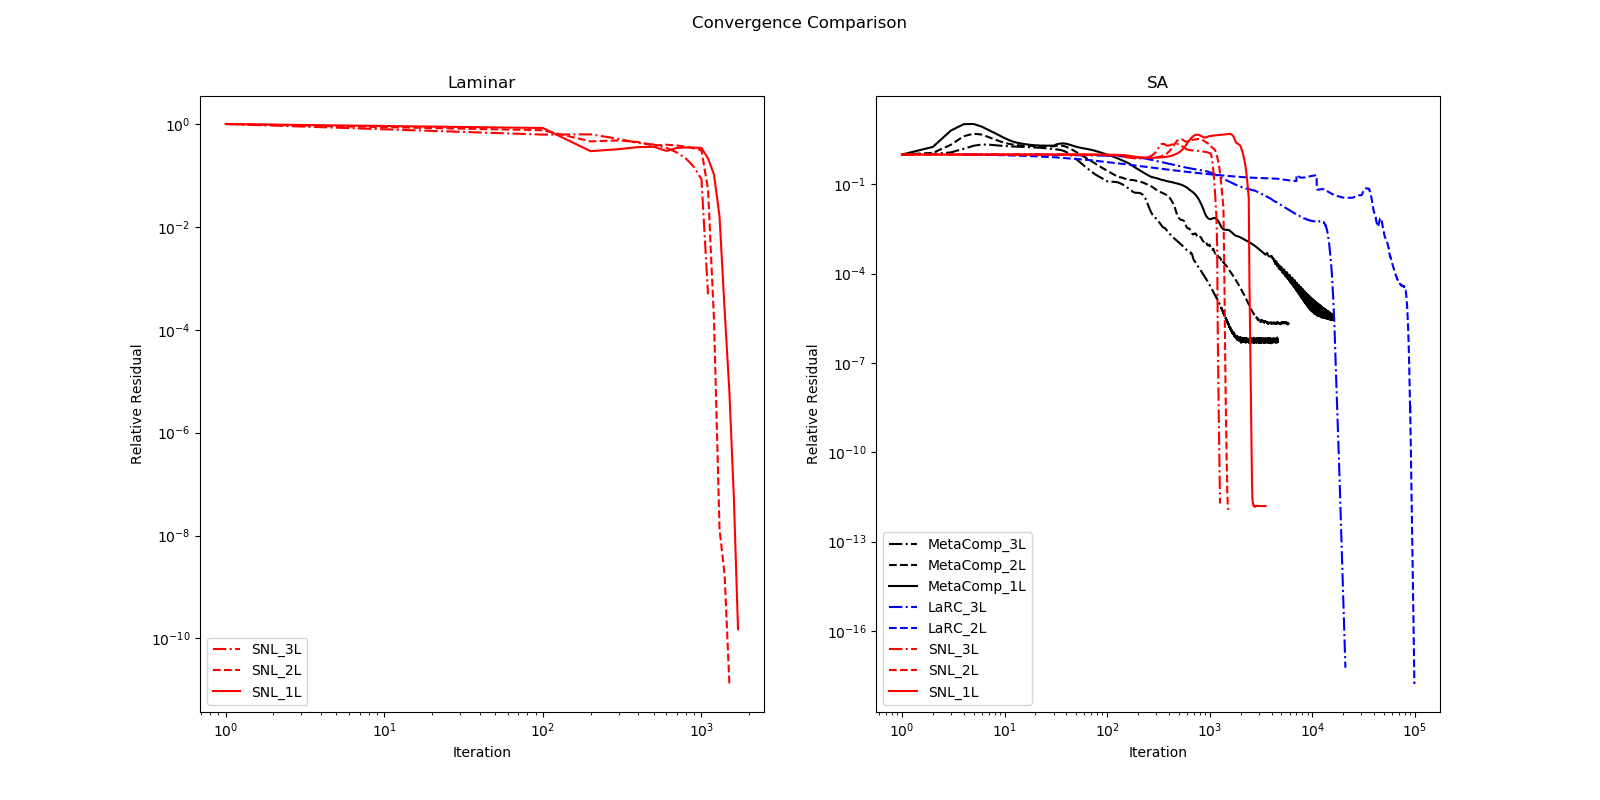 Convergence Comparison
Laminar
10^0
10^-2
10^-4
10^-6
10^-8
10^-10
Relative Residual
SNL_3L
SNL_2L
SNL_1L
10^0 10^1 10^2 10^3
Iteration
SA
10^-1
10^-4
10^-7
10^-10
10^-13
10^-16
Relative Residual
MetaComp_3L
MetaComp_2L
MetaComp_1L
LaRC_3L
LaRC_2L
SNL_3L
SNL_2L
SNL_1L
10^0 10^1 10^2 10^3 10^4 10^5
Iteration